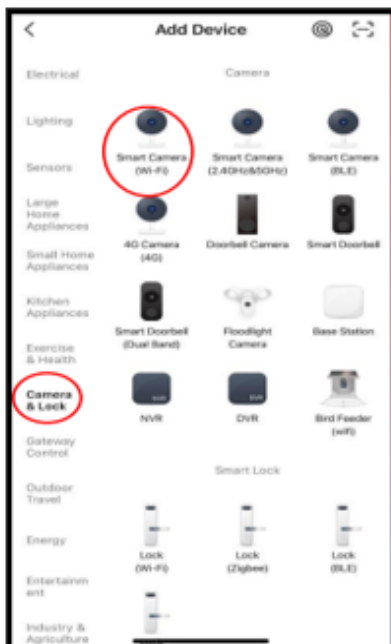 Add Device
Electrical
Lighting
Sensors
Large
Home
Appliances
Small Home
Appliances
Kitchen
Appliances
Exercise
& Health
Camera
& Lock
Gateway
Control
Outdoor
Travel
Energy
Entertainm
ent
Industry &
Agriculture
Camera
Smart Camera
(Wi-Fi)
Smart Camera
(2.4GHz&5GHz)
Smart Camera
(BLE)
4G Camera
(4G)
Doorbell Camera
Smart Doorbell
Smart Doorbell
(Dual Band)
Floodlight
Camera
Base Station
NVR
DVR
DVR
Bird Feeder
(wifi)
Smart Lock
Lock
(Wi-Fi)
Lock
(Zigbee)
Lock
(BLE)